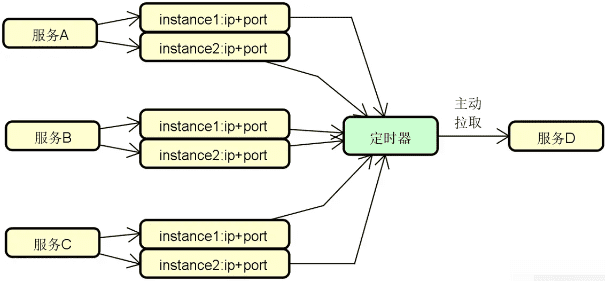 服务A
instance1:ip+port
instance2:ip+port
服务B
instance1:ip+port
instance2:ip+port
定时器
主动
拉取
服务D
服务C
instance1:ip+port
instance2:ip+port